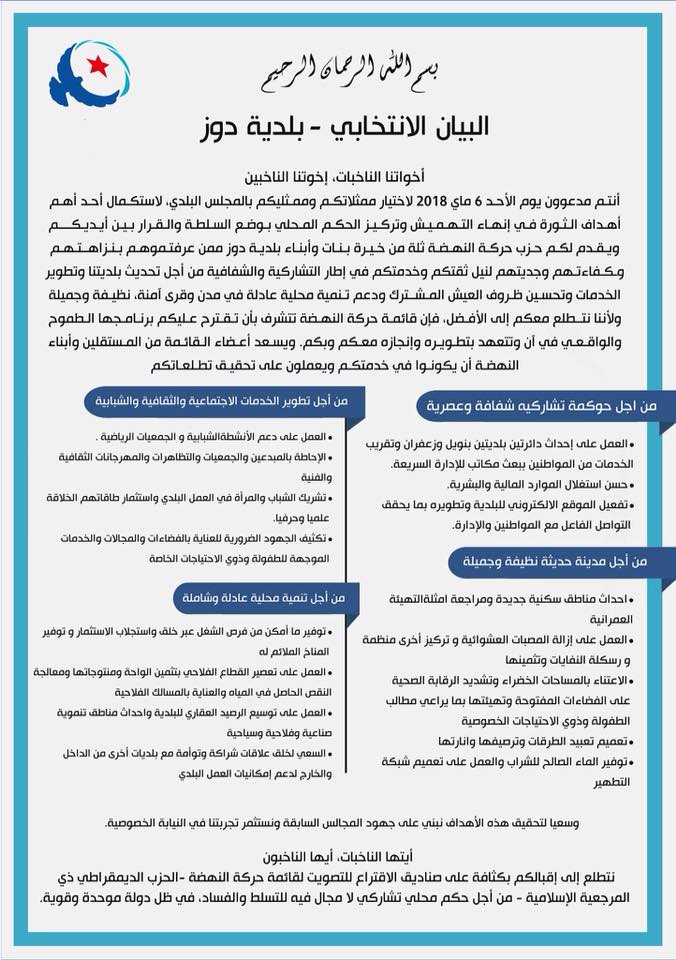 بسم الله الرحمان الرحيم
البيان الانتخابي - بلدية دوز
أخواتنا الناخبات، إخوتنا الناخبين
أنتم مدعوون يوم الأحد 6 ماي 2018 لاختيار ممثلاتكم وممثليكم بالمجلس البلدي، لاستكمال أحد أهم
أهداف الثورة في إنهاء التهميش وتركيز الحكم المحلي بوضع السلطة والقرار بين أيديكم
ويقدم لكم حزب حركة النهضة ثلة من خيرة بنات وأبناء بلدية دوز ممن عرفتموهم بنزاهتهم
وكفاءتهم وجديتهم لنيل ثقتكم وخدمتكم في إطار التشاركية والشفافية من أجل تحديث بلديتنا وتطوير
الخدمات وتحسين ظروف العيش المشترك ودعم تنمية محلية عادلة في مدن وقرى آمنة، نظيفة وجميلة
ولأننا نتطلع معكم إلى الأفضل، فإن قائمة حركة النهضة تتشرف بأن تقترح عليكم برنامجها الطموح
والواقعي في آن وتتعهد بتطويره وإنجازه معكم وبكم. ويسعد أعضاء القائمة من المستقلين وأبناء
النهضة أن يكونوا في خدمتكم ويعملون على تحقيق تطلعاتكم
من اجل حوكمة تشاركيه شفافة وعصرية
•العمل على إحداث دائرتين بلديتين بنويل وزعفران وتقريب
الخدمات من المواطنين ببعث مكاتب للإدارة السريعة.
•حسن استغلال الموارد المالية والبشرية.
•تفعيل الموقع الالكتروني للبلدية وتطويره بما يحقق
التواصل الفاعل مع المواطنين والإدارة.
من أجل مدينة حديثة نظيفة وجميلة
•احداث مناطق سكنية جديدة ومراجعة امثلةالتهيئة
العمرانية
•العمل على إزالة المصبات العشوائية و تركيز أخرى منظمة
و رسكلة النفايات وتثمينها
•الاعتناء بالمساحات الخضراء وتشديد الرقابة الصحية
على الفضاءات المفتوحة وتهيئتها بما يراعي مطالب
الطفولة وذوي الاحتياجات الخصوصية
•تعميم تعبيد الطرقات وترصيفها وانارتها
•توفير الماء الصالح للشراب والعمل على تعميم شبكة
التطهير
من أجل تطوير الخدمات الاجتماعية والثقافية والشبابية
•العمل على دعم الأنشطةالشبابية و الجمعيات الرياضية .
•الإحاطة بالمبدعين والجمعيات والتظاهرات والمهرجانات الثقافية
والفنية
•تشريك الشباب والمرأة في العمل البلدي واستثمار طاقاتهم الخلاقة
علميا وحرفيا.
•تكثيف الجهود الضرورية للعناية بالفضاءات والمجالات والخدمات
الموجهة للطفولة وذوي الاحتياجات الخاصة
من أجل تنمية محلية عادلة وشاملة
•توفير ما أمكن من فرص الشغل عبر خلق واستجلاب الاستثمار و توفير
المناخ الملائم له
•العمل على تعصير القطاع الفلاحي بتثمين الواحة ومنتوجاتها ومعالجة
النقص الحاصل في المياه والعناية بالمسالك الفلاحية
•العمل على توسيع الرصيد العقاري للبلدية واحداث مناطق تنموية
صناعية وفلاحية وسياحية
•السعي لخلق علاقات شراكة وتوأمة مع بلديات أخرى من الداخل
والخارج لدعم إمكانيات العمل البلدي
وسعيا لتحقيق هذه الأهداف نبني على جهود المجالس السابقة ونستثمر تجربتنا في النيابة الخصوصية.
أيتها الناخبات، أيها الناخبون
نتطلع إلى إقبالكم بكثافة على صناديق الاقتراع للتصويت لقائمة حركة النهضة -الحزب الديمقراطي ذي
المرجعية الإسلامية - من أجل حكم محلي تشاركي لا مجال فيه للتسلط والفساد، في ظل دولة موحدة وقوية.